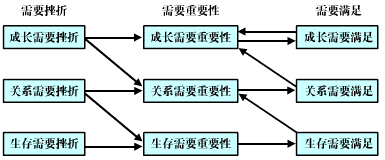 需要挫折 需要重要性 需要满足
成长需要挫折 成长需要重要性 成长需要满足
关系需要挫折 关系需要重要性 关系需要满足
生存需要挫折 生存需要重要性 生存需要满足